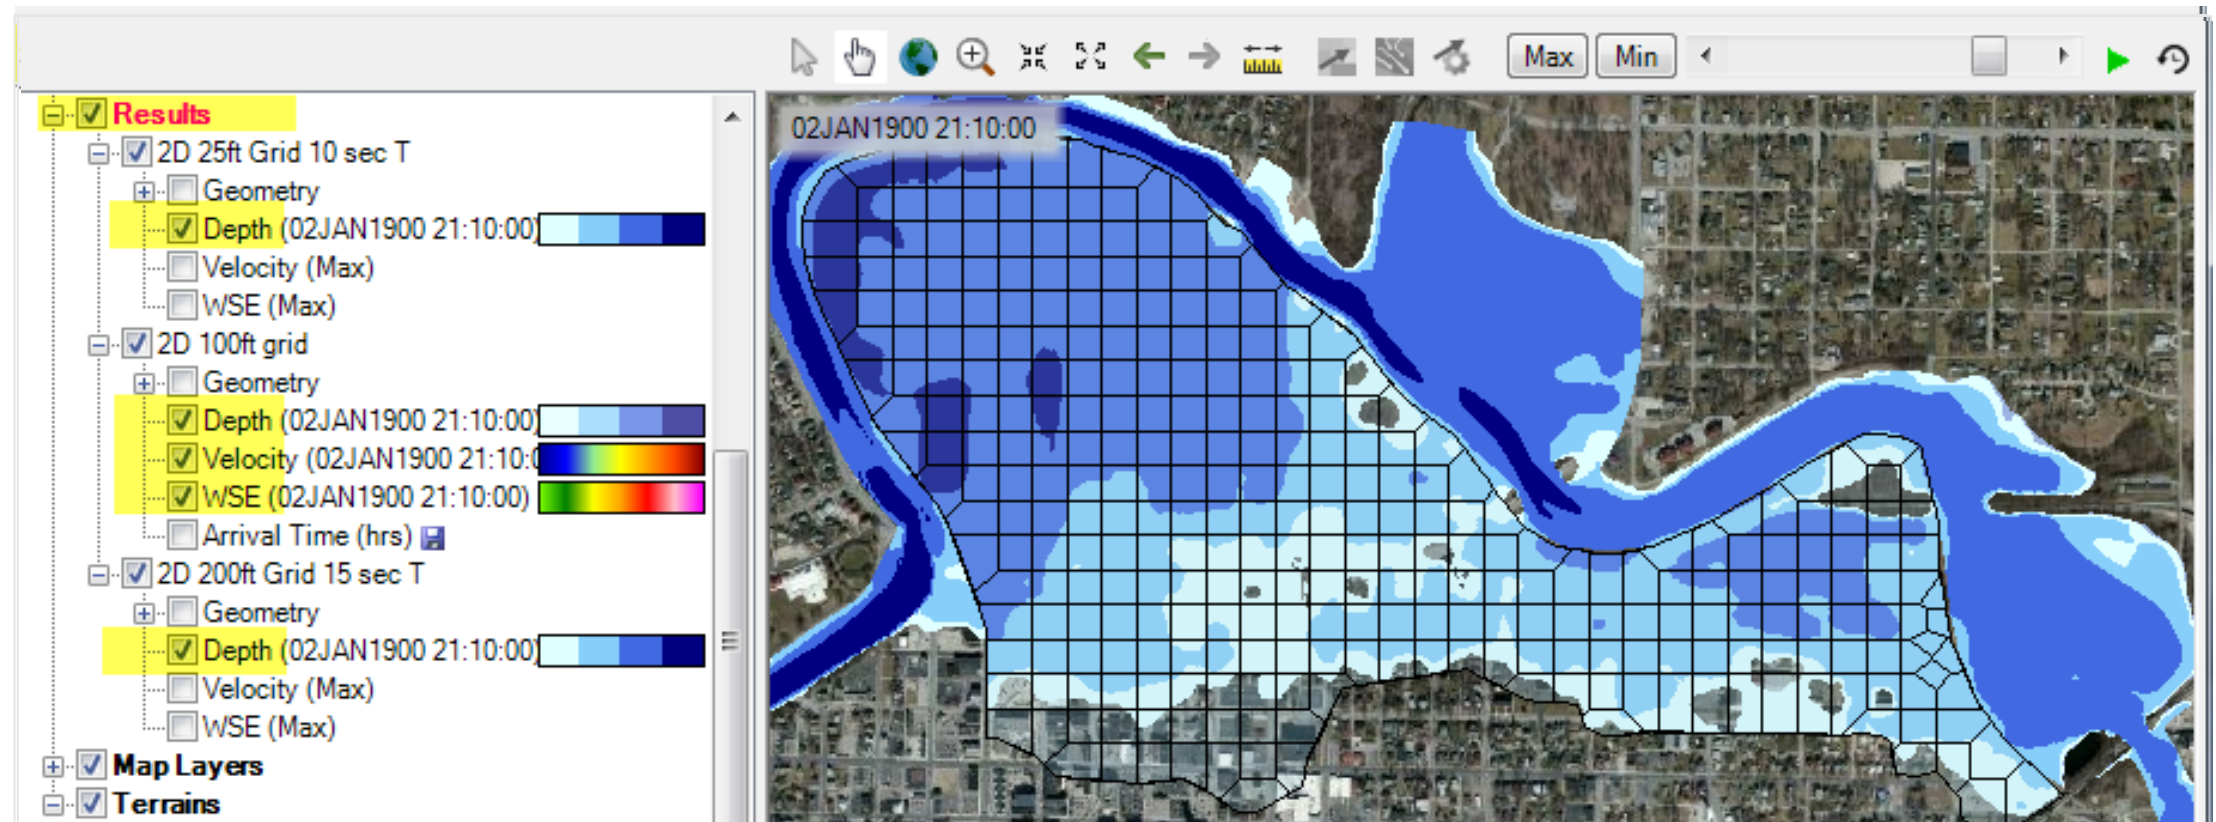 Max Min
Results
2D 25ft Grid 10 sec T
Geometry
Depth (02JAN1900 21:10:00)
Velocity (Max)
WSE (Max)
2D 100ft grid
Geometry
Depth (02JAN1900 21:10:00)
Velocity (02JAN1900 21:10:0
WSE (02JAN1900 21:10:00)
Arrival Time (hrs)
2D 200ft Grid 15 sec T
Geometry
Depth (02JAN1900 21:10:00)
Velocity (Max)
WSE (Max)
Map Layers
Terrains
02JAN1900 21:10:00